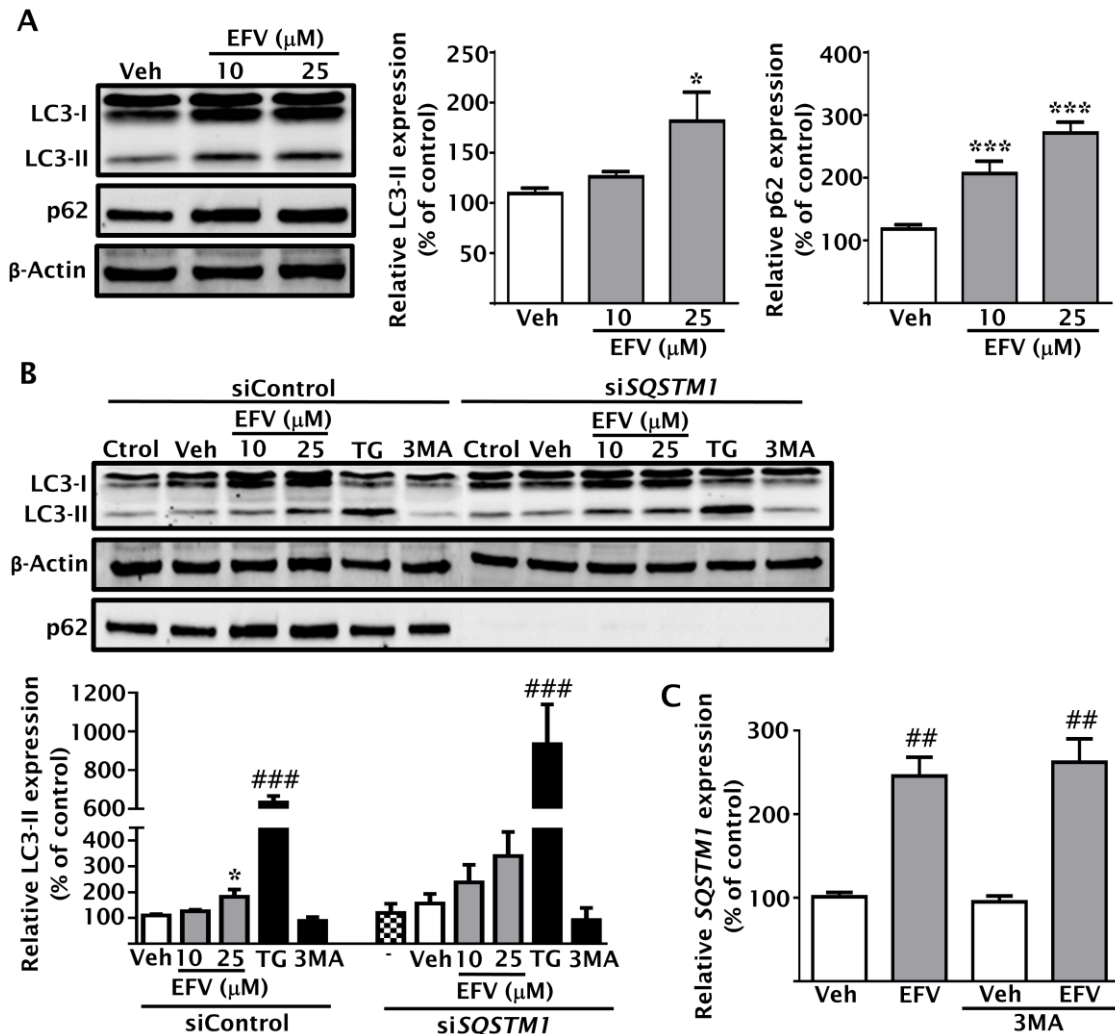 A
EFV (μM)
Veh 10 25
LC3-I
LC3-II
p62
β-Actin
Relative LC3-II expression
(% of control)
250
200
150
100
50
*
Veh 10 25
EFV (μM)
Relative p62 expression
(% of control)
400
300
200
100
*** ***
Veh 10 25
EFV (μM)
B
siControl siSQSTM1
EFV (μM) EFV (μM)
Ctrol Veh 10 25 TG 3MA Ctrol Veh 10 25 TG 3MA
LC3-I
LC3-II
β-Actin
p62
Relative LC3-II expression
(% of control)
1200
1000
800
600
400
300
200
100
* ### ###
Veh 10 25 TG 3MA - Veh 10 25 TG 3MA
EFV (μM) EFV (μM)
siControl siSQSTM1
C
Relative SQSTM1 expression
(% of control)
300
200
100
## ##
Veh EFV Veh EFV
3MA